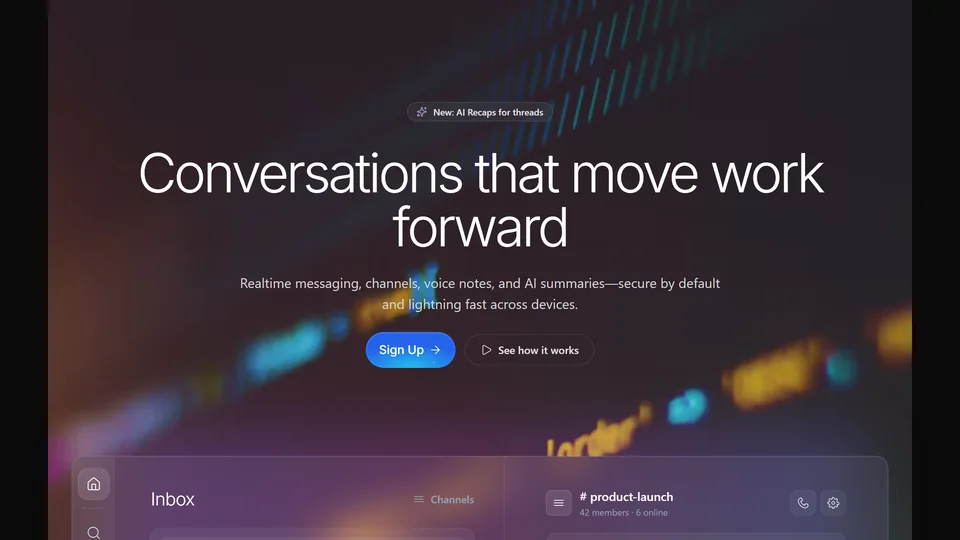 New: AI Recaps for threads
Conversations that move work
forward
Realtime messaging, channels, voice notes, and AI summaries—secure by default
and lightning fast across devices.
Sign Up
See how it works
Inbox
Channels
# product-launch
42 members · 6 online